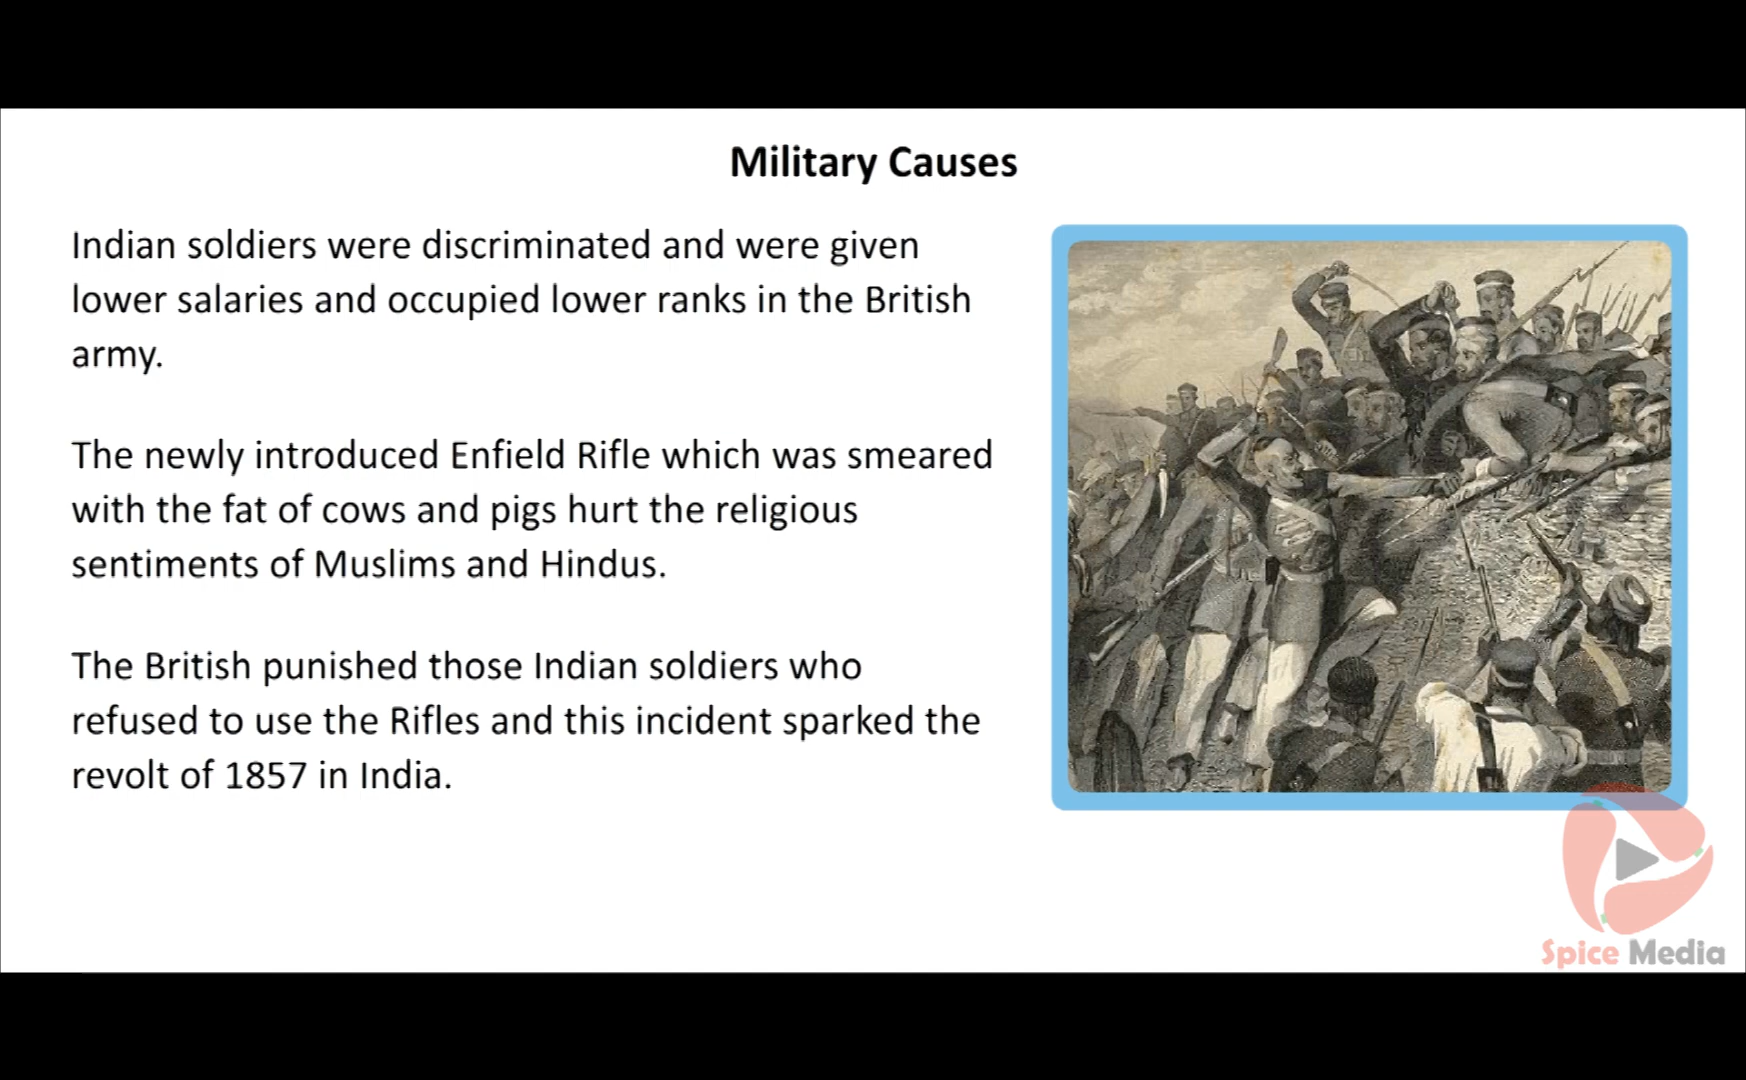 Military Causes
Indian soldiers were discriminated and were given
lower salaries and occupied lower ranks in the British
army.
The newly introduced Enfield Rifle which was smeared
with the fat of cows and pigs hurt the religious
sentiments of Muslims and Hindus.
The British punished those Indian soldiers who
refused to use the Rifles and this incident sparked the
revolt of 1857 in India.
Spice Media